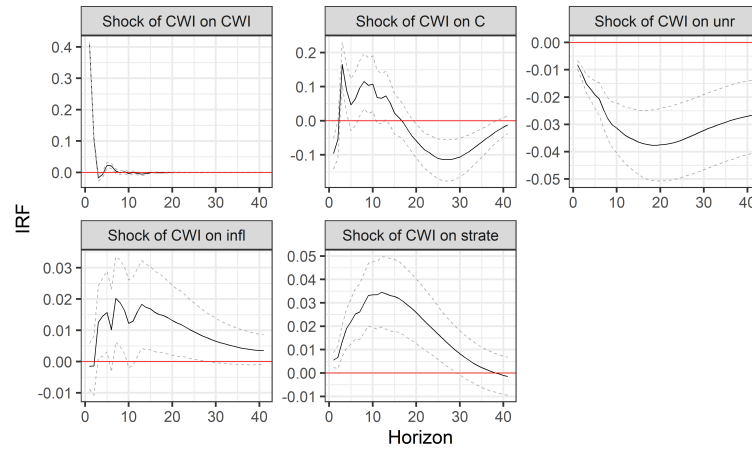 Shock of CWI on CWI
Shock of CWI on C
Shock of CWI on unr
0.4
0.3
0.2
0.1
0.0
0 10 20 30 40
0.2
0.1
0.0
-0.1
0 10 20 30 40
0.00
-0.01
-0.02
-0.03
-0.04
-0.05
0 10 20 30 40
IRF
Shock of CWI on infl
Shock of CWI on strate
0.03
0.02
0.01
0.00
-0.01
0 10 20 30 40
0.05
0.04
0.03
0.02
0.01
0.00
-0.01
0 10 20 30 40
Horizon